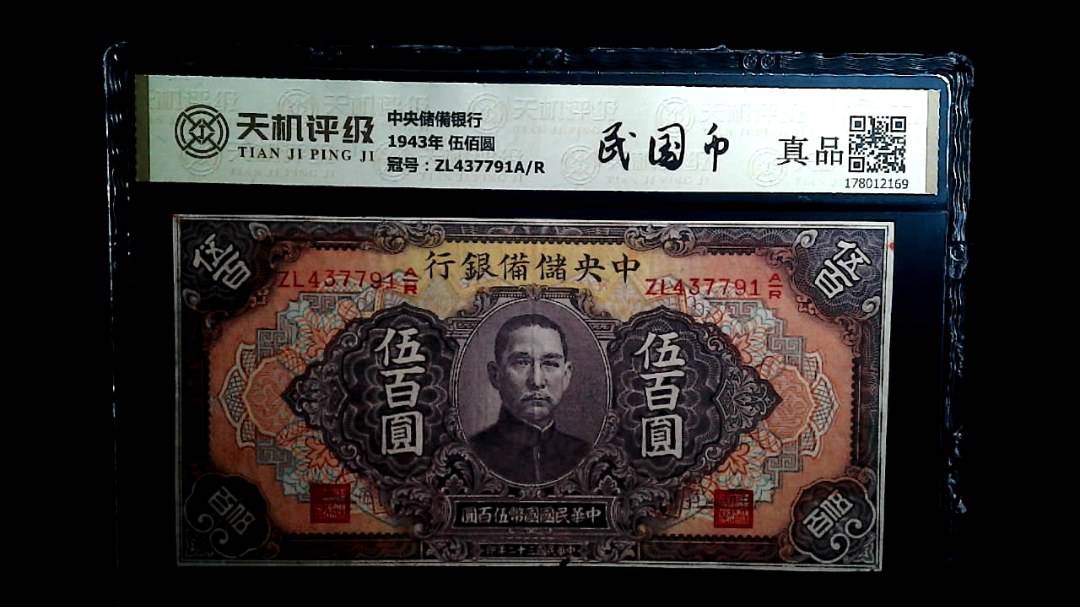 天机评级
TIAN JI PING JI
中央储備银行
1943年 伍佰圆
冠号：ZL437791A/R
民国币
真品
178012169
伍百
伍百
行銀備儲央中
ZL437791 A/R
ZL437791 A/R
伍百圓
伍百圓
伍百
伍百
圓百伍幣國國民華中